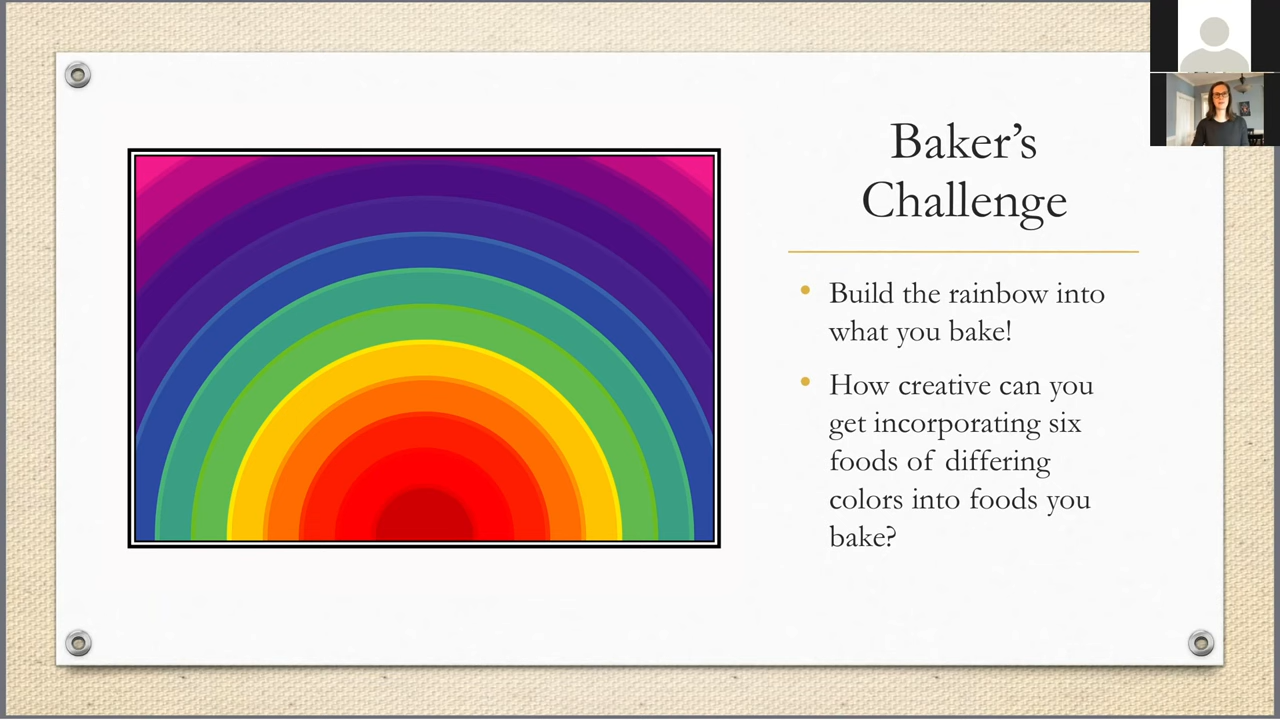 Baker’s
Challenge
• Build the rainbow into
what you bake!
• How creative can you
get incorporating six
foods of differing
colors into foods you
bake?